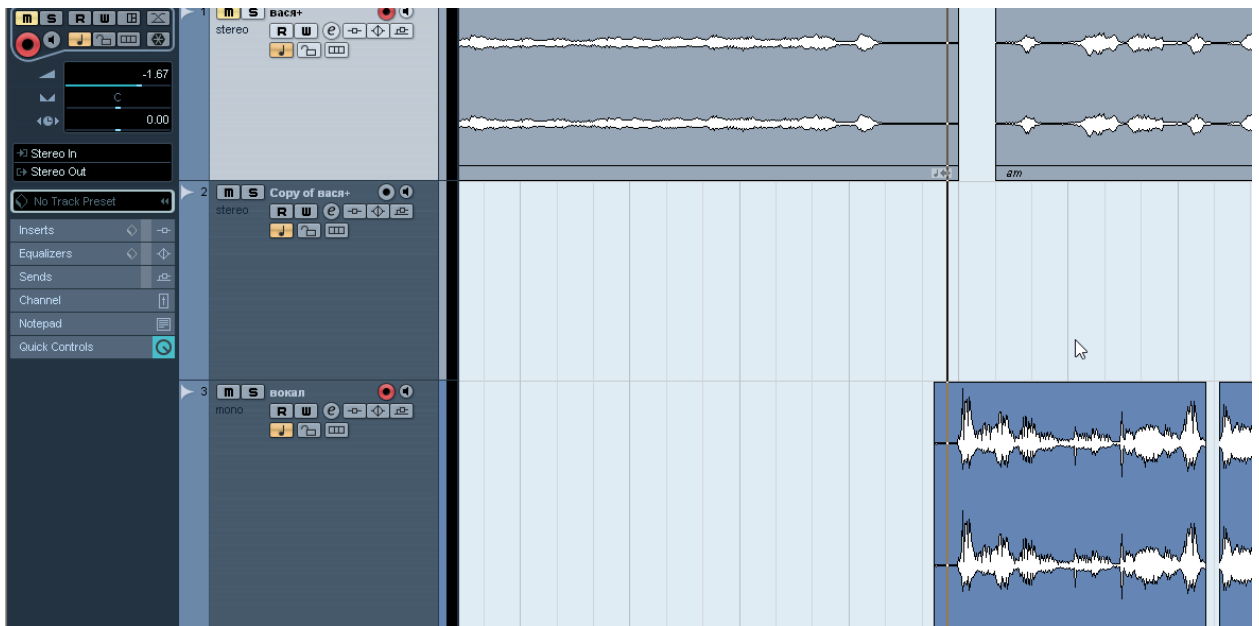 m S R W
-1.67
C
0.00
Stereo In
Stereo Out
No Track Preset
Inserts
Equalizers
Sends
Channel
Notepad
Quick Controls
1 m S вася+
stereo R W e
am
2 m S Copy of вася+
stereo R W e
3 m S вокал
mono R W e